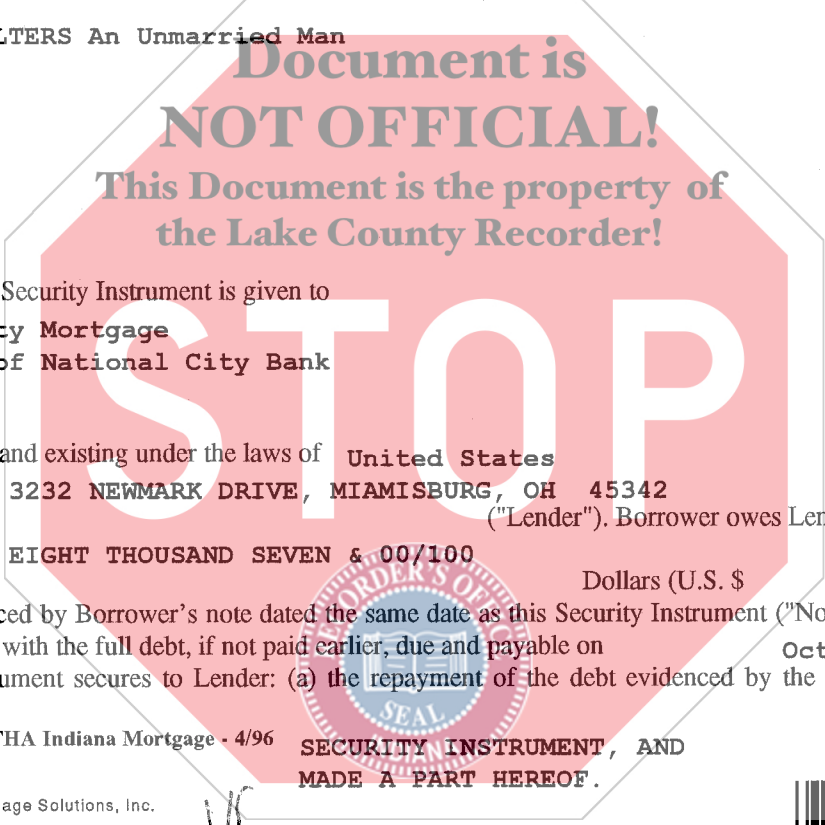 LTERS An Unmarried Man
Document is
NOT OFFICIAL!
This Document is the property of
the Lake County Recorder!
Security Instrument is given to
cy Mortgage
of National City Bank
STOP
and existing under the laws of United States
3232 NEWMARK DRIVE, MIAMISBURG, OH 45342
("Lender"). Borrower owes Len
EIGHT THOUSAND SEVEN & 00/100
Dollars (U.S. $
ced by Borrower's note dated the same date as this Security Instrument ("No
with the full debt, if not paid earlier, due and payable on Oct
ument secures to Lender: (a) the repayment of the debt evidenced by the
RECORDER'S OFFICE
SEAL
INDIANA
HA Indiana Mortgage - 4/96
SECURITY INSTRUMENT, AND
MADE A PART HEREOF.
age Solutions, Inc.